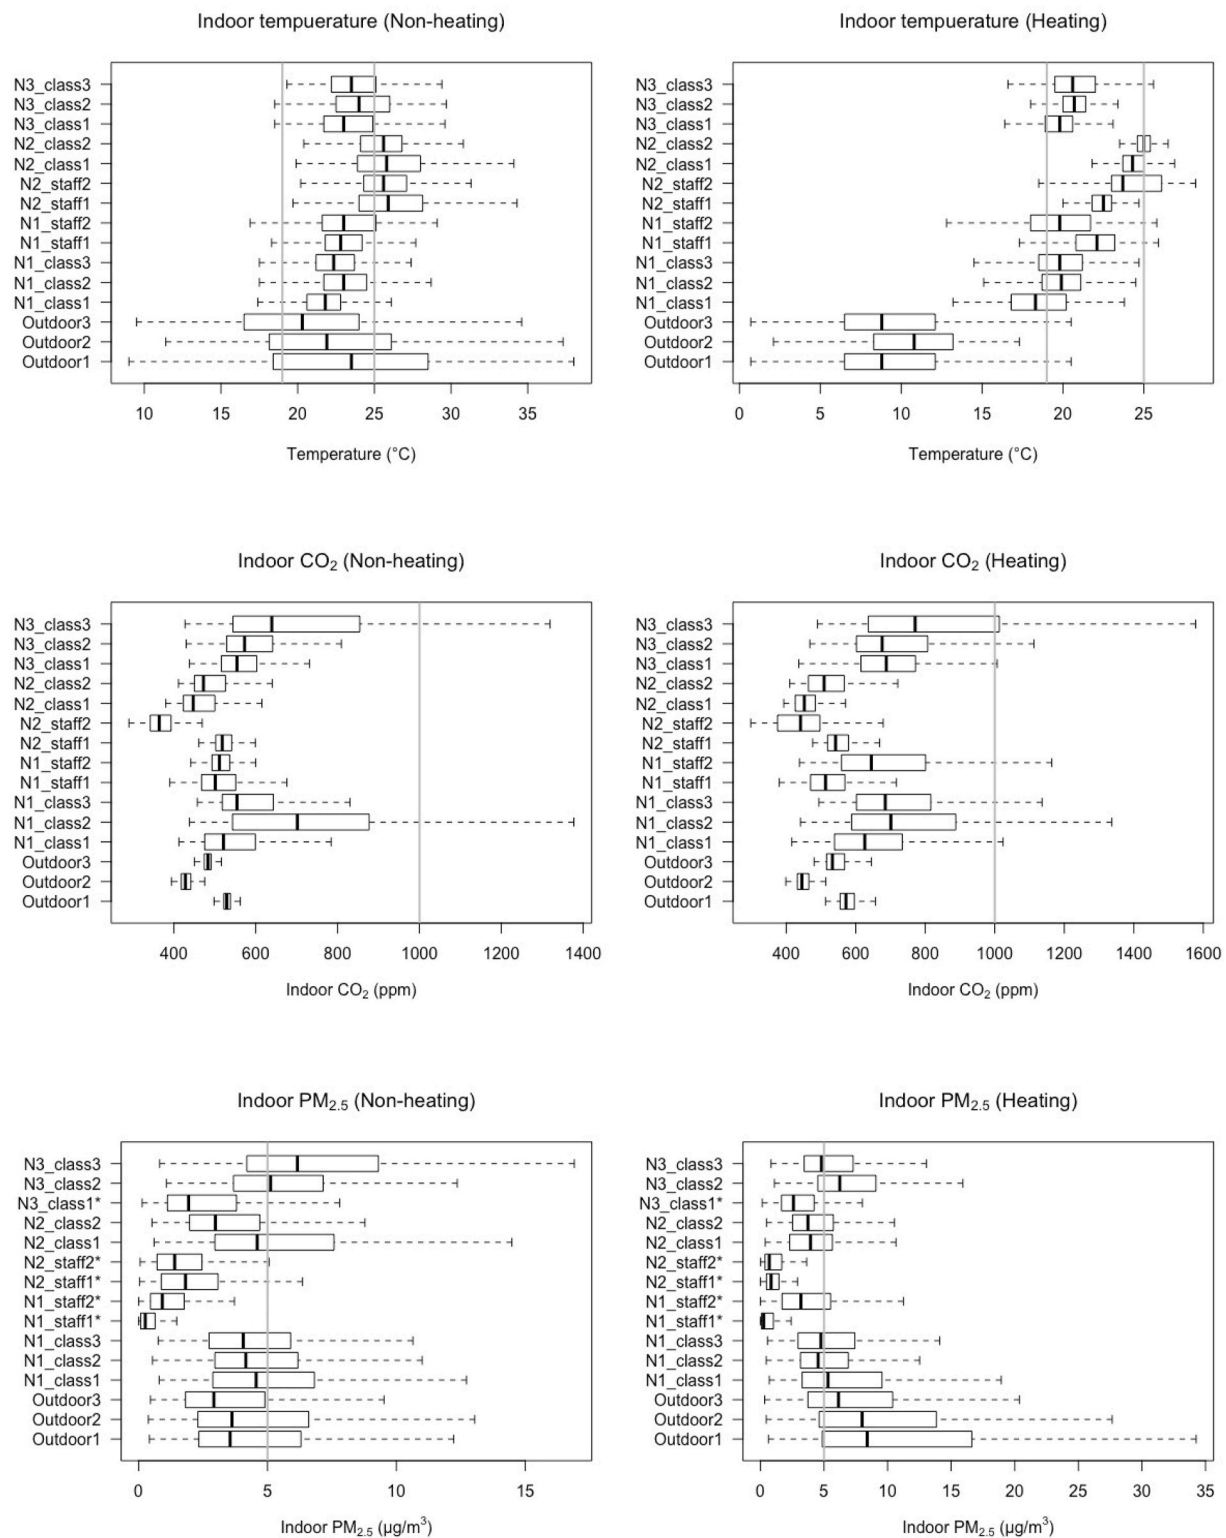 Indoor tempuerature (Non-heating)
N3_class3
N3_class2
N3_class1
N2_class2
N2_class1
N2_staff2
N2_staff1
N1_staff2
N1_staff1
N1_class3
N1_class2
N1_class1
Outdoor3
Outdoor2
Outdoor1
10 15 20 25 30 35
Temperature (°C)
Indoor tempuerature (Heating)
N3_class3
N3_class2
N3_class1
N2_class2
N2_class1
N2_staff2
N2_staff1
N1_staff2
N1_staff1
N1_class3
N1_class2
N1_class1
Outdoor3
Outdoor2
Outdoor1
0 5 10 15 20 25
Temperature (°C)
Indoor CO₂ (Non-heating)
N3_class3
N3_class2
N3_class1
N2_class2
N2_class1
N2_staff2
N2_staff1
N1_staff2
N1_staff1
N1_class3
N1_class2
N1_class1
Outdoor3
Outdoor2
Outdoor1
400 600 800 1000 1200 1400
Indoor CO₂ (ppm)
Indoor CO₂ (Heating)
N3_class3
N3_class2
N3_class1
N2_class2
N2_class1
N2_staff2
N2_staff1
N1_staff2
N1_staff1
N1_class3
N1_class2
N1_class1
Outdoor3
Outdoor2
Outdoor1
400 600 800 1000 1200 1400 1600
Indoor CO₂ (ppm)
Indoor PM₂.₅ (Non-heating)
N3_class3
N3_class2
N3_class1*
N2_class2
N2_class1
N2_staff2*
N2_staff1*
N1_staff2*
N1_staff1*
N1_class3
N1_class2
N1_class1
Outdoor3
Outdoor2
Outdoor1
0 5 10 15
Indoor PM₂.₅ (µg/m³)
Indoor PM₂.₅ (Heating)
N3_class3
N3_class2
N3_class1*
N2_class2
N2_class1
N2_staff2*
N2_staff1*
N1_staff2*
N1_staff1*
N1_class3
N1_class2
N1_class1
Outdoor3
Outdoor2
Outdoor1
0 5 10 15 20 25 30 35
Indoor PM₂.₅ (µg/m³)